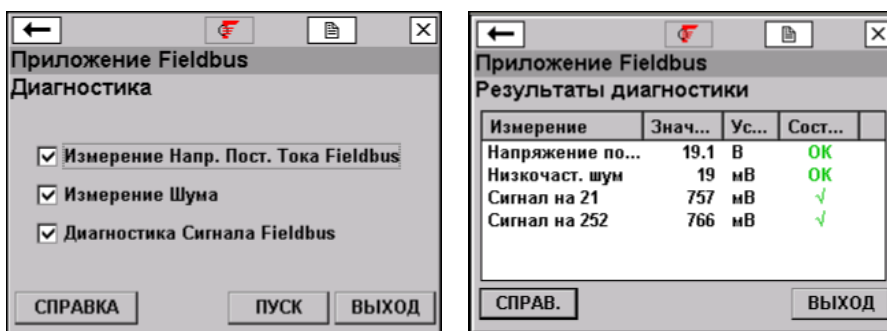 Приложение Fieldbus
Диагностика
Измерение Напр. Пост. Тока Fieldbus
Измерение Шума
Диагностика Сигнала Fieldbus
СПРАВКА ПУСК ВЫХОД
Приложение Fieldbus
Результаты диагностики
Измерение Знач... Ус... Сост...
Напряжение по... 19.1 В OK
Низкочаст. шум 19 мВ OK
Сигнал на 21 757 мВ √
Сигнал на 252 766 мВ √
СПРАВ. ВЫХОД